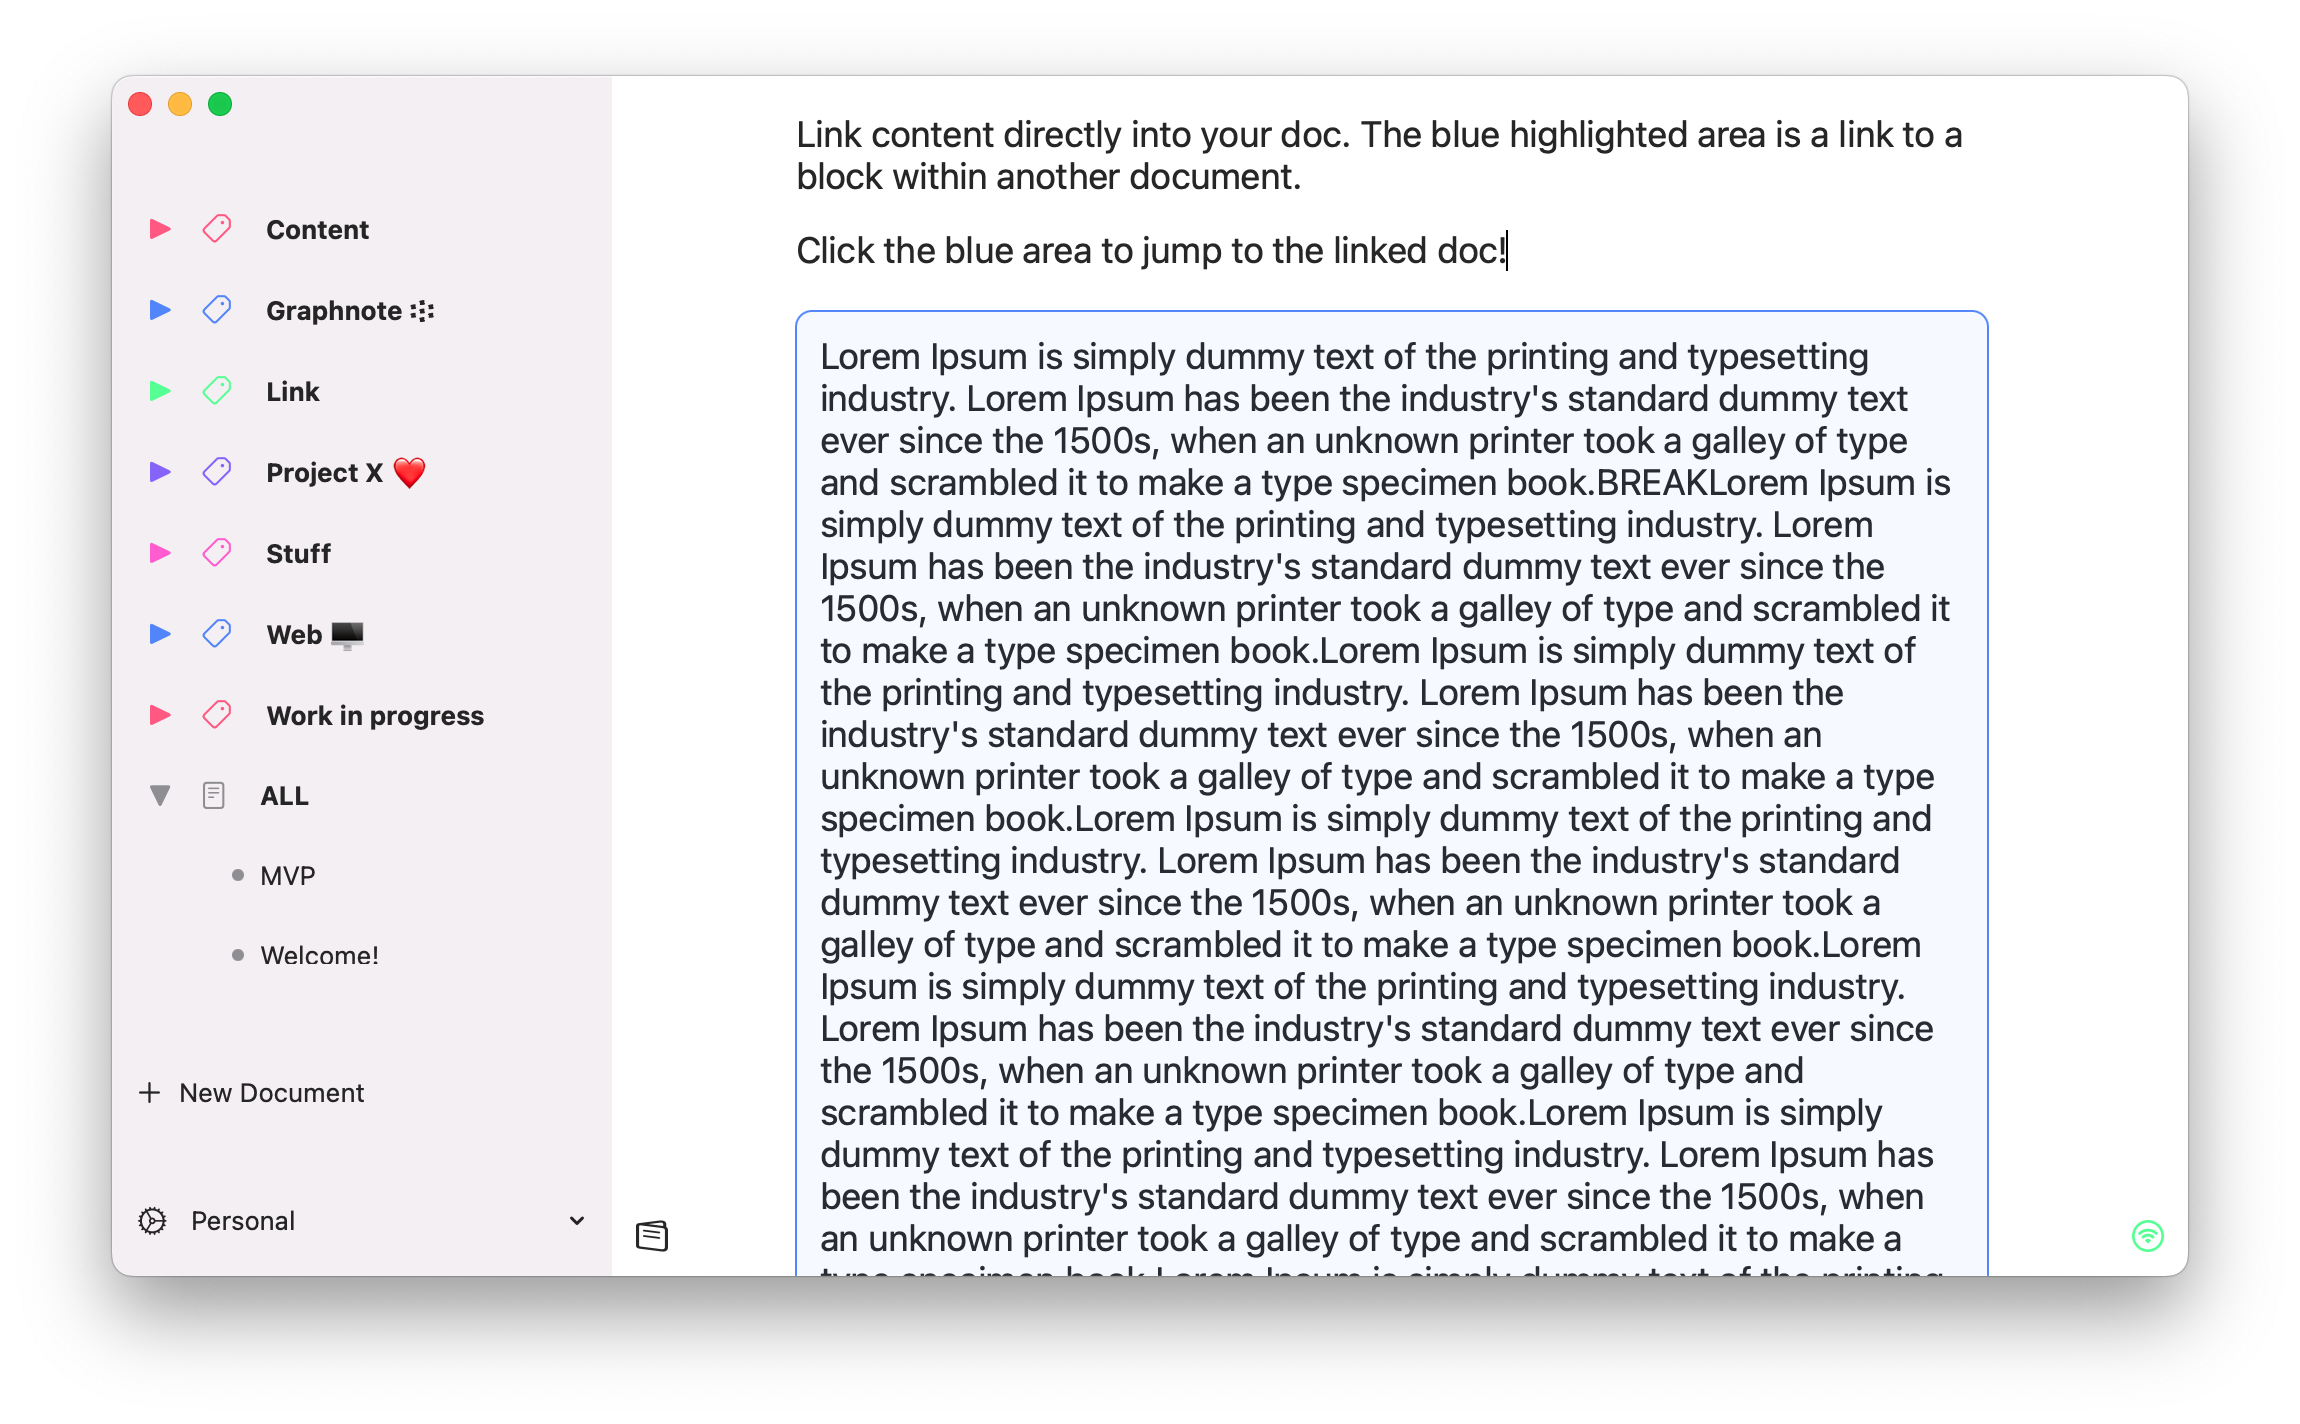 Content
Graphnote
Link
Project X ❤️
Stuff
Web 🖥️
Work in progress
ALL
MVP
Welcome!
New Document
Personal
Link content directly into your doc. The blue highlighted area is a link to a
block within another document.
Click the blue area to jump to the linked doc!
Lorem Ipsum is simply dummy text of the printing and typesetting
industry. Lorem Ipsum has been the industry's standard dummy text
ever since the 1500s, when an unknown printer took a galley of type
and scrambled it to make a type specimen book.BREAKLorem Ipsum is
simply dummy text of the printing and typesetting industry. Lorem
Ipsum has been the industry's standard dummy text ever since the
1500s, when an unknown printer took a galley of type and scrambled it
to make a type specimen book.Lorem Ipsum is simply dummy text of
the printing and typesetting industry. Lorem Ipsum has been the
industry's standard dummy text ever since the 1500s, when an
unknown printer took a galley of type and scrambled it to make a type
specimen book.Lorem Ipsum is simply dummy text of the printing and
typesetting industry. Lorem Ipsum has been the industry's standard
dummy text ever since the 1500s, when an unknown printer took a
galley of type and scrambled it to make a type specimen book.Lorem
Ipsum is simply dummy text of the printing and typesetting industry.
Lorem Ipsum has been the industry's standard dummy text ever since
the 1500s, when an unknown printer took a galley of type and
scrambled it to make a type specimen book.Lorem Ipsum is simply
dummy text of the printing and typesetting industry. Lorem Ipsum has
been the industry's standard dummy text ever since the 1500s, when
an unknown printer took a galley of type and scrambled it to make a
type specimen book.Lorem Ipsum is simply dummy text of the printing